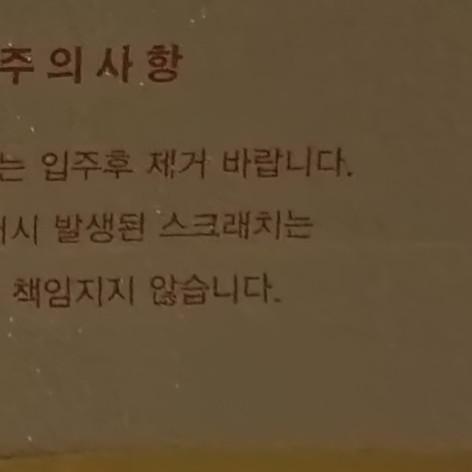 주의사항
는 입주후 제거 바랍니다.
시 발생된 스크래치는
책임지지 않습니다.